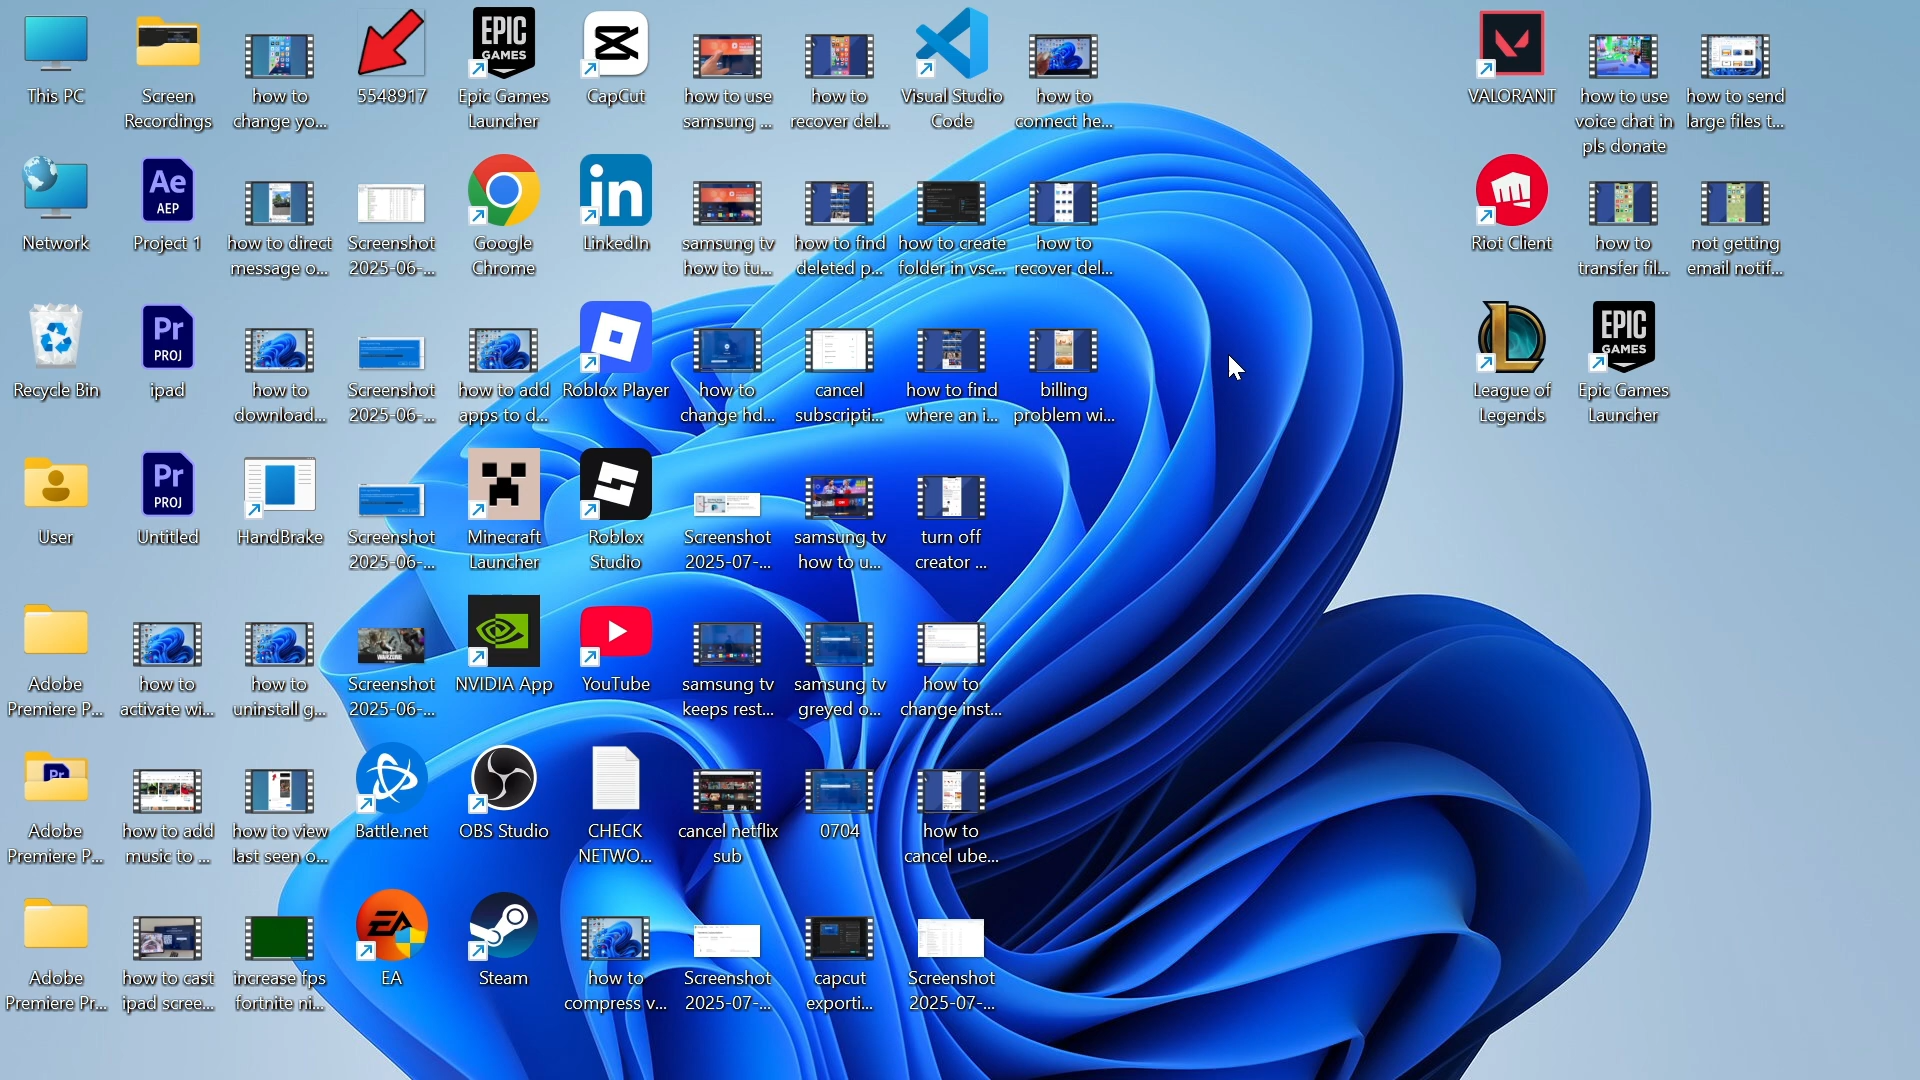 This PC
Screen
Recordings
how to
change yo...
5548917
EPIC
GAMES
Epic Games
Launcher
CapCut
how to use
samsung ...
how to
recover del...
Visual Studio
Code
how to
connect he...
VALORANT
how to use
voice chat in
pls donate
how to send
large files t...
Network
Ae
AEP
Project 1
how to direct
message o...
Screenshot
2025-06-...
Google
Chrome
in
LinkedIn
samsung tv
how to tu...
how to find
deleted p...
how to create
folder in vsc...
how to
recover del...
Riot Client
how to
transfer fil...
not getting
email notif...
Recycle Bin
Pr
PROJ
ipad
how to
download...
Screenshot
2025-06-...
how to add
apps to d...
Roblox Player
how to
change hd...
cancel
subscripti...
how to find
where an i...
billing
problem wi...
League of
Legends
EPIC
GAMES
Epic Games
Launcher
User
Pr
PROJ
Untitled
HandBrake
Screenshot
2025-06-...
Minecraft
Launcher
Roblox
Studio
Screenshot
2025-07-...
samsung tv
how to u...
turn off
creator ...
Adobe
Premiere P...
how to
activate wi...
how to
uninstall g...
WARZONE
Screenshot
2025-06-...
NVIDIA App
YouTube
samsung tv
keeps rest...
samsung tv
greyed o...
how to
change inst...
Pr
Adobe
Premiere P...
how to add
music to ...
how to view
last seen o...
Battle.net
OBS Studio
CHECK
NETWO...
cancel netflix
sub
0704
how to
cancel ube...
Adobe
Premiere Pr...
how to cast
ipad scree...
increase fps
fortnite ni...
EA
EA
Steam
how to
compress v...
Screenshot
2025-07-...
capcut
exporti...
Screenshot
2025-07-...